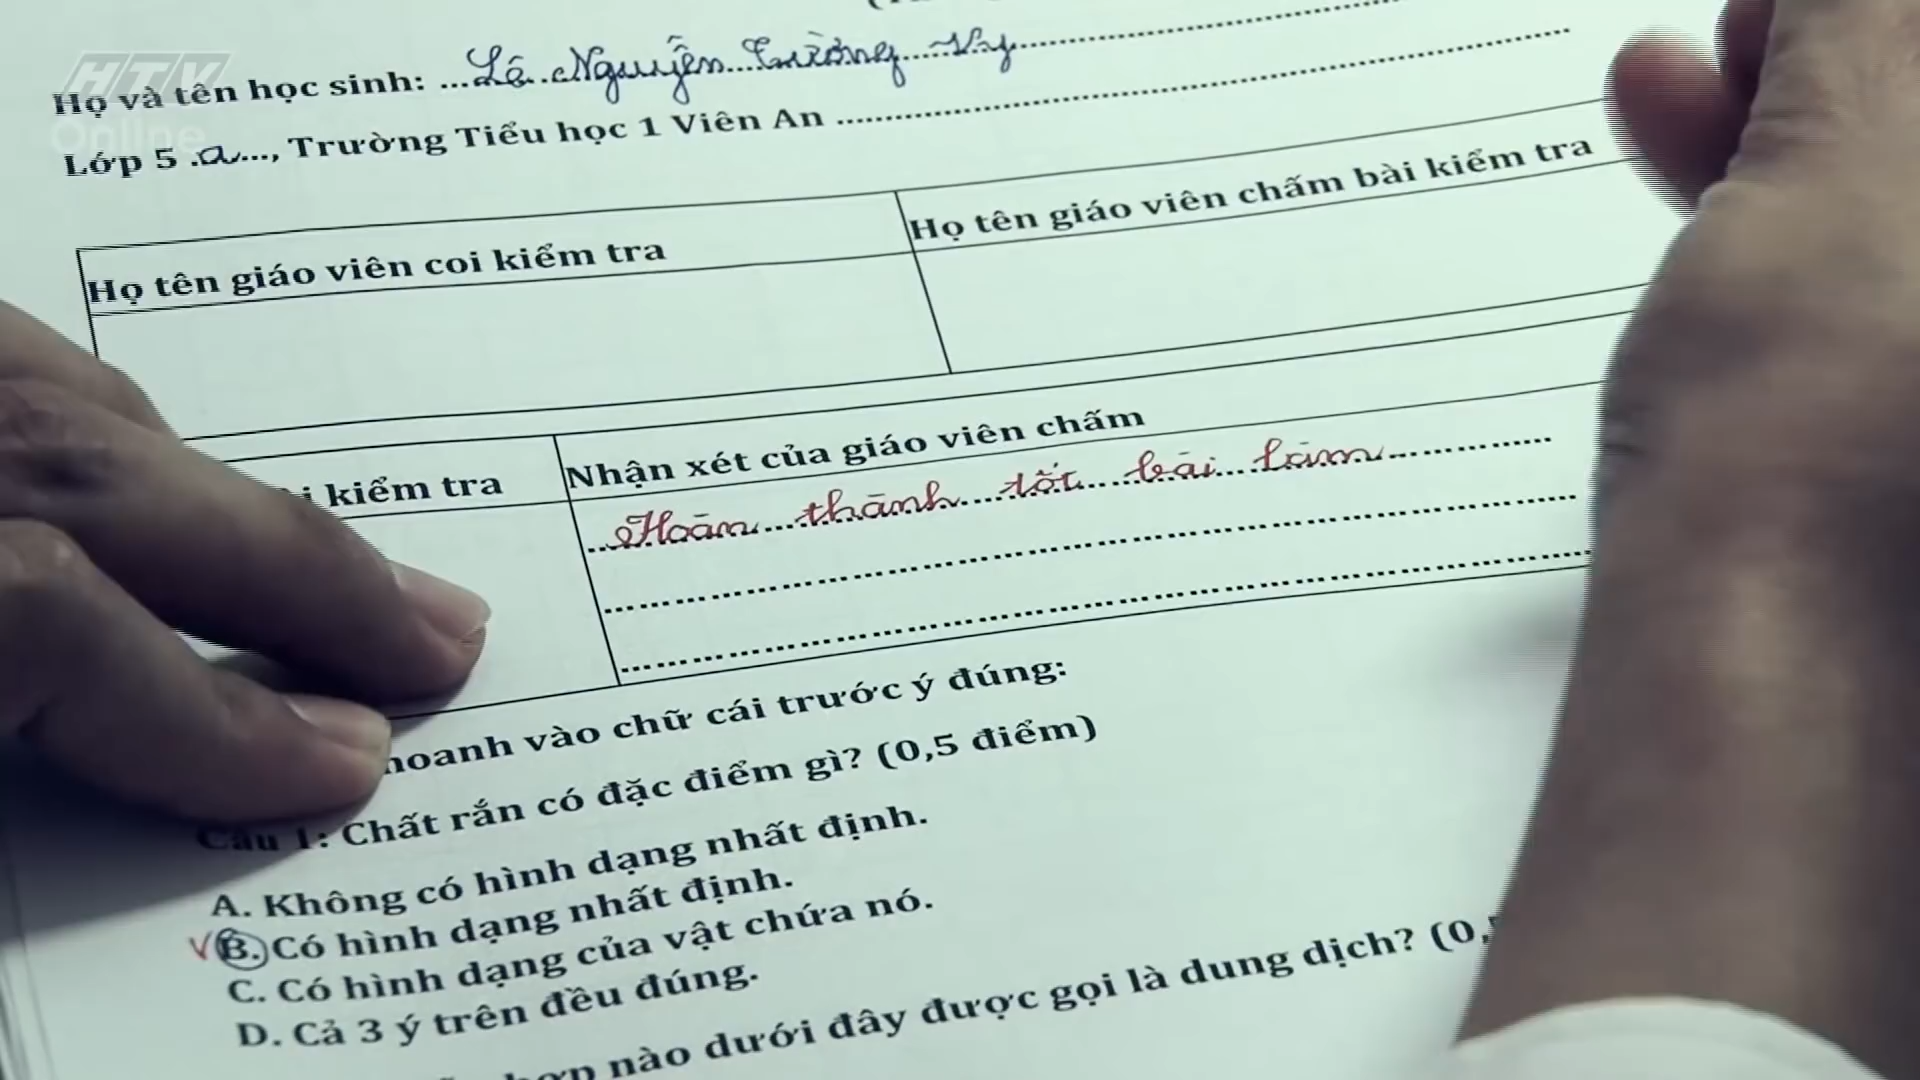 HTV
Online
Họ và tên học sinh: ...Lê Nguyễn Tường Vy...
Lớp 5 .a..., Trường Tiểu học 1 Viên An
Họ tên giáo viên coi kiểm tra
Họ tên giáo viên chấm bài kiểm tra
kiểm tra
Nhận xét của giáo viên chấm
Hoàn thành tốt bài làm
vào chữ cái trước ý đúng:
Câu 1: Chất rắn có đặc điểm gì? (0,5 điểm)
A. Không có hình dạng nhất định.
B. Có hình dạng nhất định.
C. Có hình dạng của vật chứa nó.
D. Cả 3 ý trên đều đúng.
nào dưới đây được gọi là dung dịch? (0,